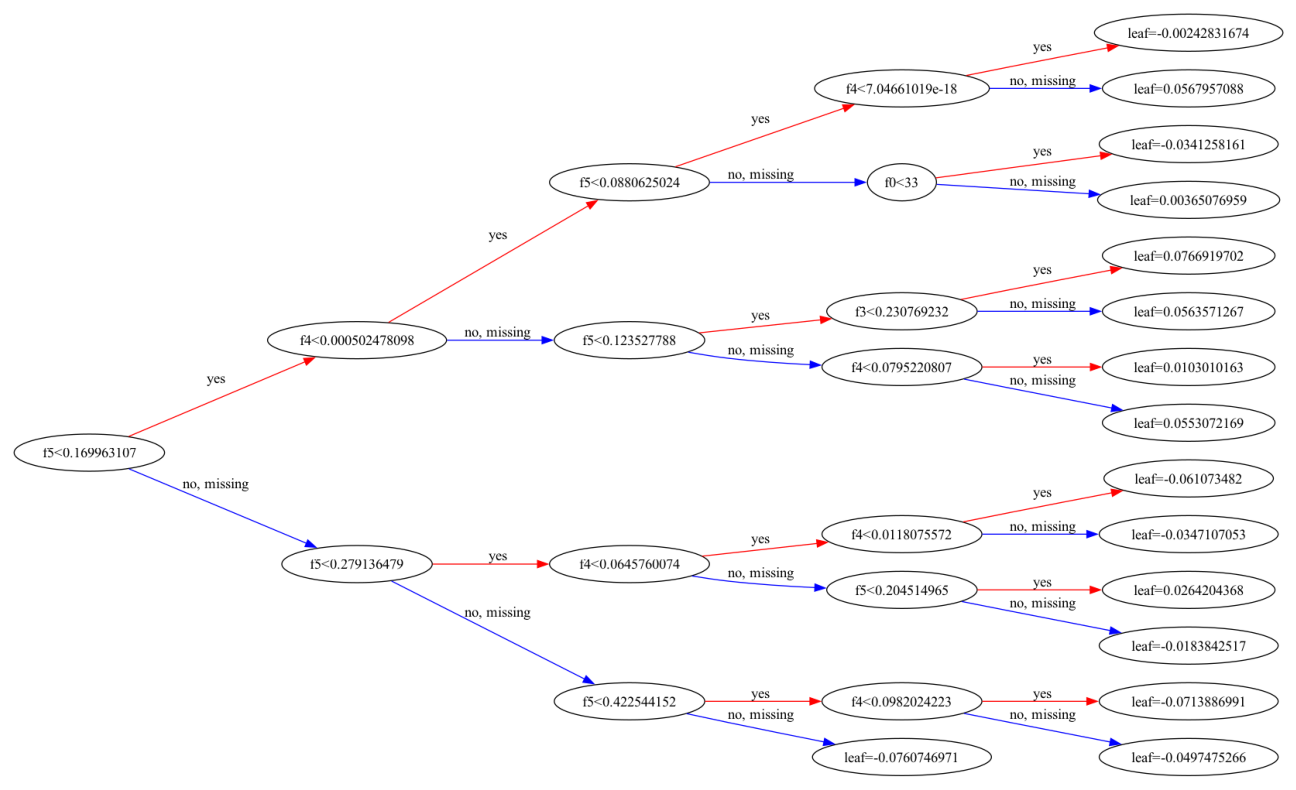 leaf=-0.00242831674
yes
f4<7.04661019e-18
no, missing
leaf=0.0567957088
yes
leaf=-0.0341258161
yes
f5<0.0880625024
no, missing
f0<33
no, missing
leaf=0.00365076959
yes
leaf=0.0766919702
yes
f3<0.230769232
no, missing
leaf=0.0563571267
yes
f4<0.000502478098
no, missing
f5<0.123527788
no, missing
f4<0.0795220807
yes
leaf=0.0103010163
no, missing
leaf=0.0553072169
yes
f5<0.169963107
no, missing
leaf=-0.061073482
yes
f4<0.0118075572
no, missing
leaf=-0.0347107053
yes
f5<0.279136479
yes
f4<0.0645760074
no, missing
f5<0.204514965
yes
leaf=0.0264204368
no, missing
leaf=-0.0183842517
no, missing
f5<0.422544152
yes
f4<0.0982024223
yes
leaf=-0.0713886991
no, missing
leaf=-0.0760746971
no, missing
leaf=-0.0497475266